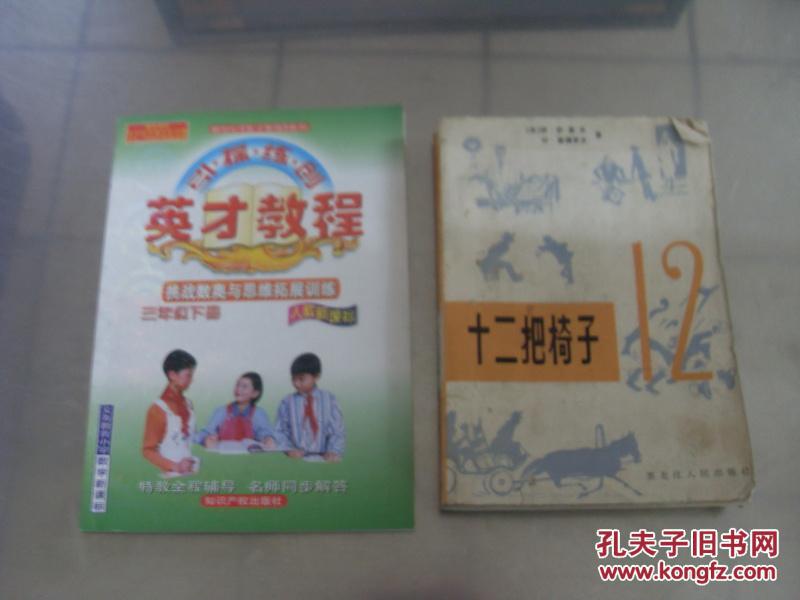 引·探·练·创
英才教程
挑战数奥与思维拓展训练
三年级下册
人教新课标
特教全程辅导 名师同步解答
知识产权出版社
12
十二把椅子
黑龙江人民出版社
孔夫子旧书网
www.kongfz.com